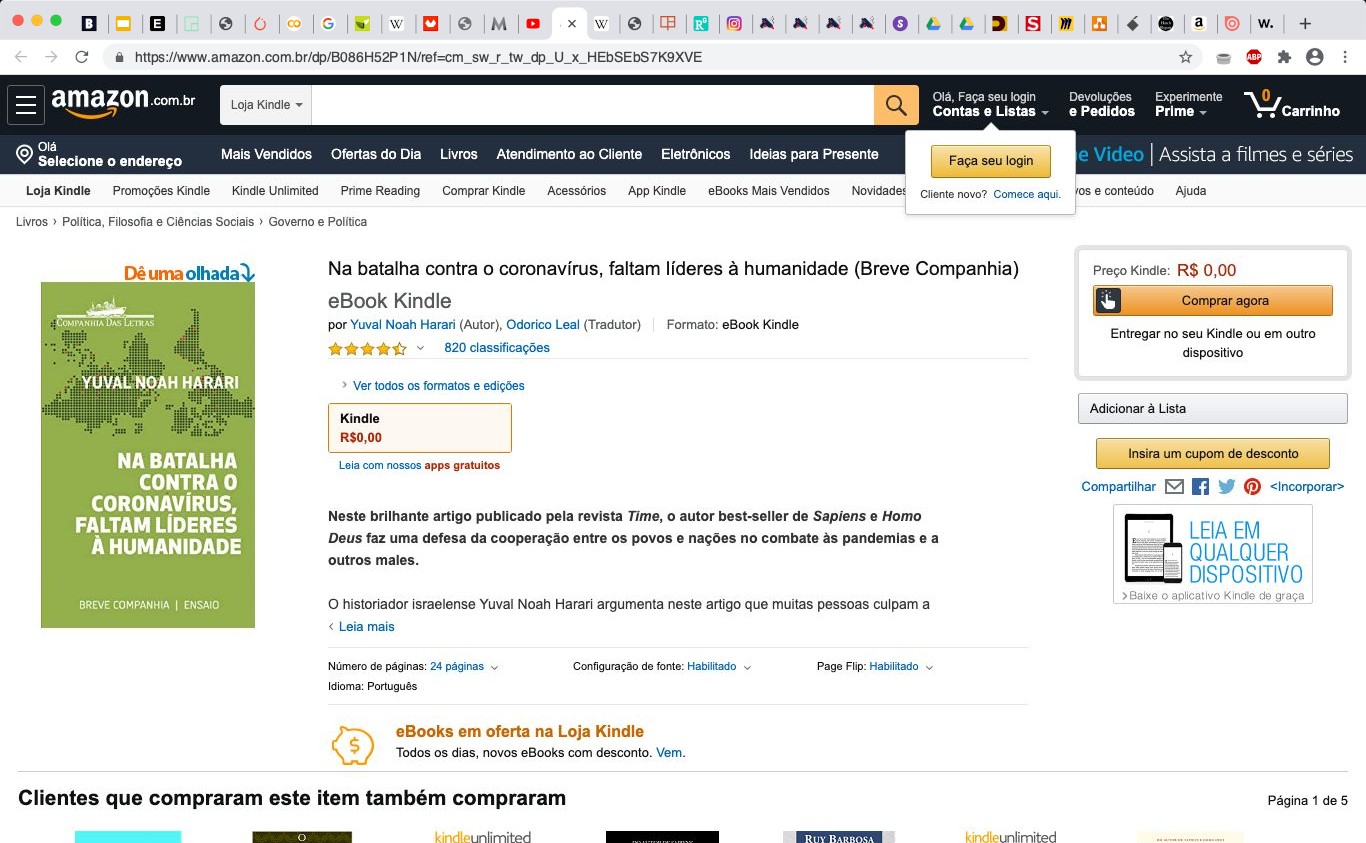 https://www.amazon.com.br/dp/B086H52P1N/ref=cm_sw_r_tw_dp_U_x_HEbSEbS7K9XVE
ABP
amazon.com.br
Loja Kindle
Olá, Faça seu login
Contas e Listas
Devoluções
e Pedidos
Experimente
Prime
0
Carrinho
Olá
Selecione o endereço
Mais Vendidos
Ofertas do Dia
Livros
Atendimento ao Cliente
Eletrônicos
Ideias para Presente
e Video | Assista a filmes e séries
Faça seu login
Cliente novo? Comece aqui.
Loja Kindle
Promoções Kindle
Kindle Unlimited
Prime Reading
Comprar Kindle
Acessórios
App Kindle
eBooks Mais Vendidos
Novidades
vos e conteúdo
Ajuda
Livros › Política, Filosofia e Ciências Sociais › Governo e Política
Dê uma olhada
COMPANHIA DAS LETRAS
YUVAL NOAH HARARI
NA BATALHA
CONTRA O
CORONAVÍRUS,
FALTAM LÍDERES
À HUMANIDADE
BREVE COMPANHIA | ENSAIO
Na batalha contra o coronavírus, faltam líderes à humanidade (Breve Companhia)
eBook Kindle
por Yuval Noah Harari (Autor), Odorico Leal (Tradutor) | Formato: eBook Kindle
820 classificações
› Ver todos os formatos e edições
Kindle
R$0,00
Leia com nossos apps gratuitos
Neste brilhante artigo publicado pela revista Time, o autor best-seller de Sapiens e Homo
Deus faz uma defesa da cooperação entre os povos e nações no combate às pandemias e a
outros males.
O historiador israelense Yuval Noah Harari argumenta neste artigo que muitas pessoas culpam a
‹ Leia mais
Número de páginas: 24 páginas
Configuração de fonte: Habilitado
Page Flip: Habilitado
Idioma: Português
$
eBooks em oferta na Loja Kindle
Todos os dias, novos eBooks com desconto. Vem.
Preço Kindle: R$ 0,00
Comprar agora
Entregar no seu Kindle ou em outro
dispositivo
Adicionar à Lista
Insira um cupom de desconto
Compartilhar
<Incorporar>
LEIA EM
QUALQUER
DISPOSITIVO
›Baixe o aplicativo Kindle de graça
Clientes que compraram este item também compraram
Página 1 de 5
kindleunlimited
RUY BARBOSA
kindleunlimited